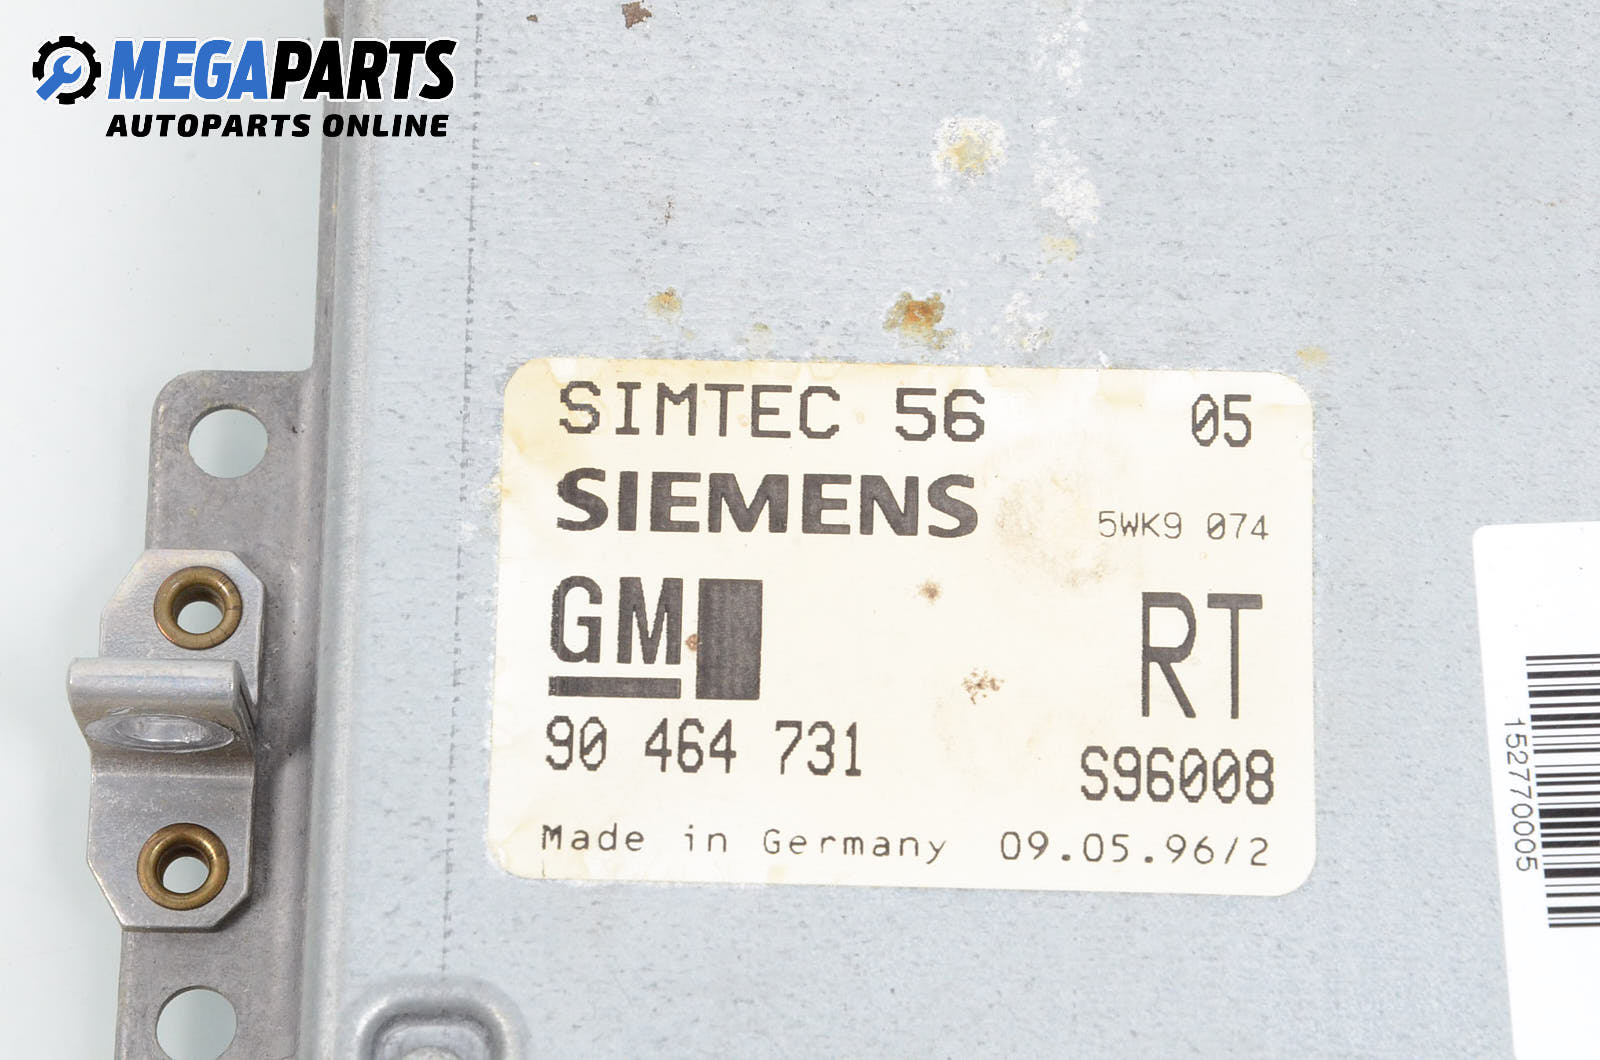 MEGAPARTS
AUTOPARTS ONLINE
SIMTEC 56 05
SIEMENS 5WK9 074
GM RT
90 464 731 S96008
Made in Germany 09.05.96/2
152770005